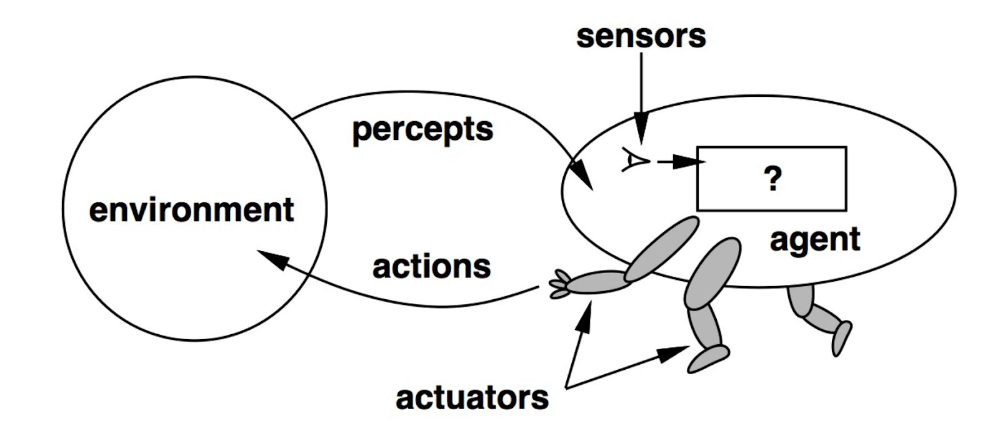 sensors
percepts
?
environment
agent
actions
actuators